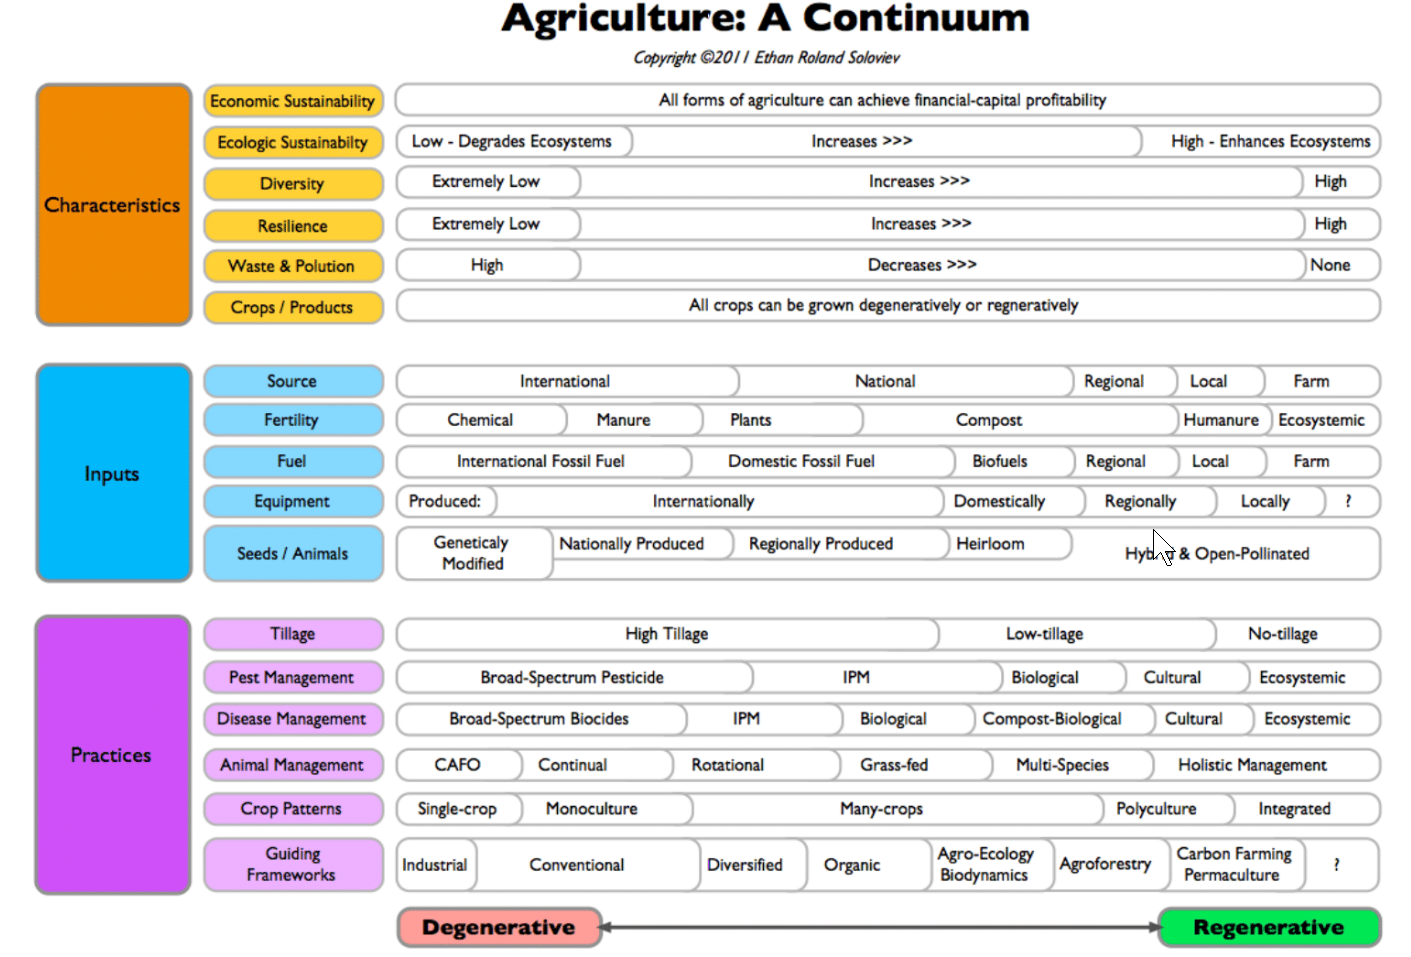 Agriculture: A Continuum
Copyright ©2011 Ethan Roland Soloviev
Characteristics
Economic Sustainability
All forms of agriculture can achieve financial-capital profitability
Ecologic Sustainabilty
Low - Degrades Ecosystems
Increases >>>
High - Enhances Ecosystems
Diversity
Extremely Low
Increases >>>
High
Resilience
Extremely Low
Increases >>>
High
Waste & Polution
High
Decreases >>>
None
Crops / Products
All crops can be grown degeneratively or regneratively
Inputs
Source
International
National
Regional
Local
Farm
Fertility
Chemical
Manure
Plants
Compost
Humanure
Ecosystemic
Fuel
International Fossil Fuel
Domestic Fossil Fuel
Biofuels
Regional
Local
Farm
Equipment
Produced:
Internationally
Domestically
Regionally
Locally
?
Seeds / Animals
Geneticaly
Modified
Nationally Produced
Regionally Produced
Heirloom
Hybrid & Open-Pollinated
Practices
Tillage
High Tillage
Low-tillage
No-tillage
Pest Management
Broad-Spectrum Pesticide
IPM
Biological
Cultural
Ecosystemic
Disease Management
Broad-Spectrum Biocides
IPM
Biological
Compost-Biological
Cultural
Ecosystemic
Animal Management
CAFO
Continual
Rotational
Grass-fed
Multi-Species
Holistic Management
Crop Patterns
Single-crop
Monoculture
Many-crops
Polyculture
Integrated
Guiding
Frameworks
Industrial
Conventional
Diversified
Organic
Agro-Ecology
Biodynamics
Agroforestry
Carbon Farming
Permaculture
?
Degenerative
Regenerative